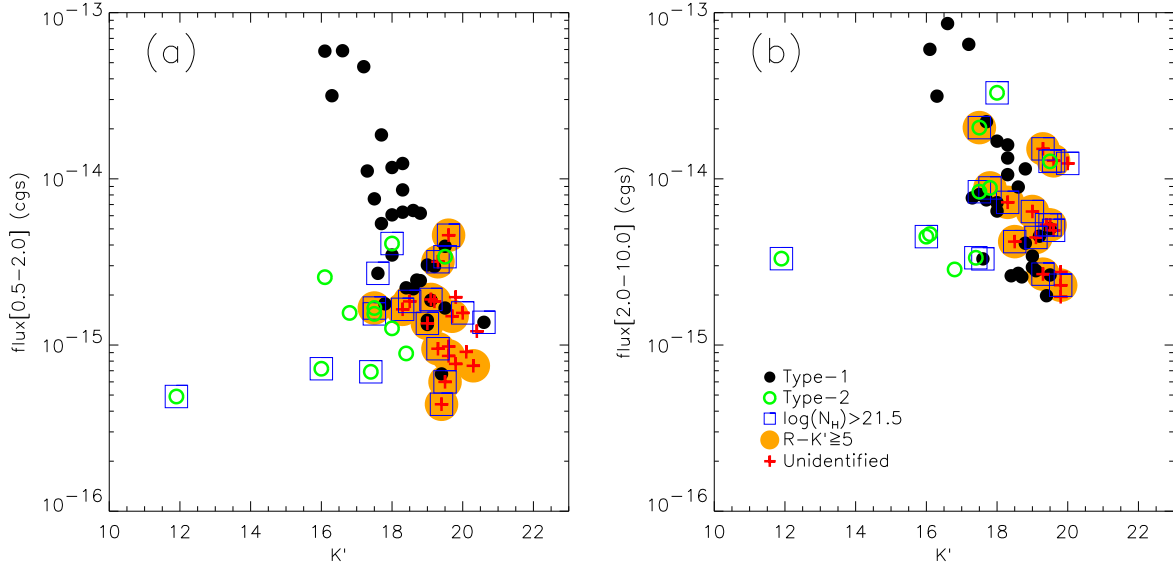 (a)
flux[0.5-2.0] (cgs)
10-13
10-14
10-15
10-16
10 12 14 16 18 20 22
K'
(b)
flux[2.0-10.0] (cgs)
10-13
10-14
10-15
10-16
Type-1
Type-2
log(NH)>21.5
R-K'≧5
Unidentified
10 12 14 16 18 20 22
K'